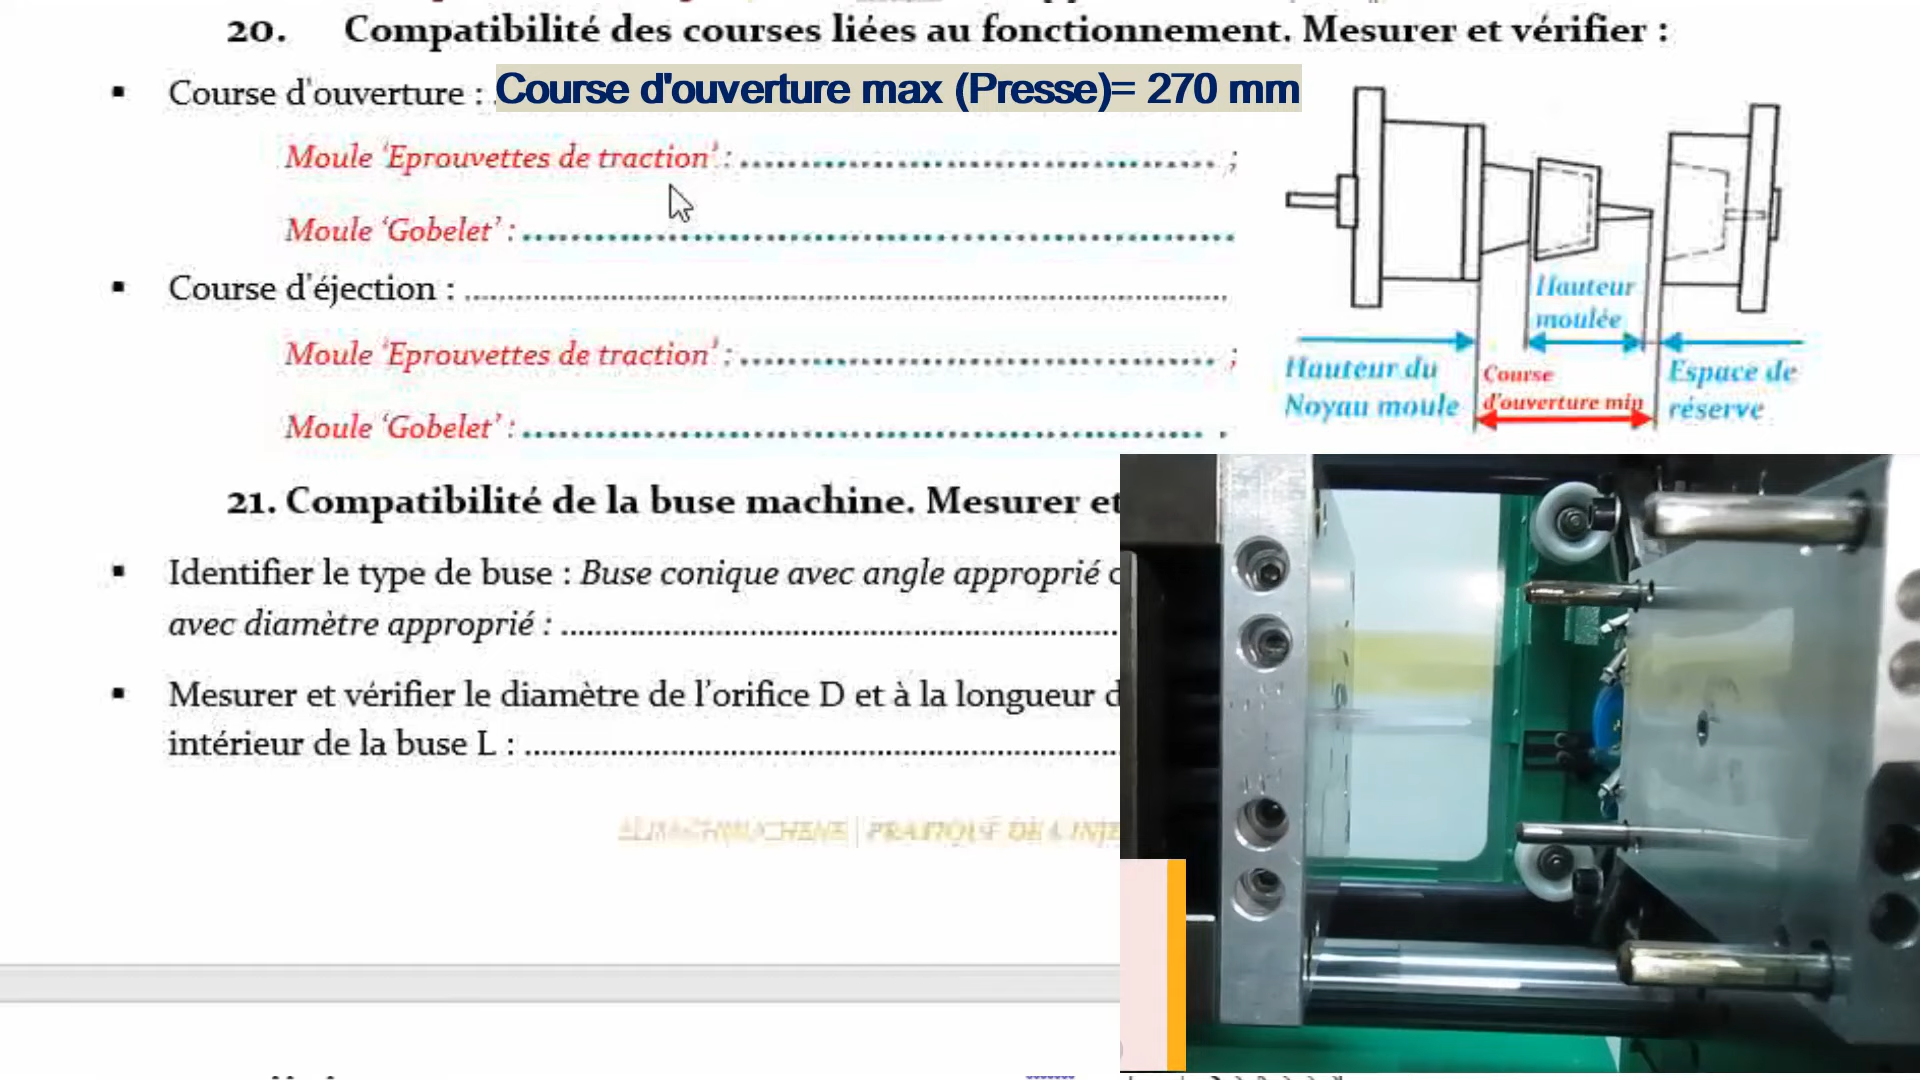 20. Compatibilité des courses liées au fonctionnement. Mesurer et vérifier :
▪ Course d'ouverture : Course d'ouverture max (Presse)= 270 mm
Moule 'Eprouvettes de traction' : ........................................ ;
Moule 'Gobelet' : ........................................
▪ Course d'éjection : ........................................
Moule 'Eprouvettes de traction' : ........................................ ;
Moule 'Gobelet' : ........................................ .
Hauteur moulée
Hauteur du Noyau moule
Course d'ouverture min
Espace de réserve
21. Compatibilité de la buse machine. Mesurer et
▪ Identifier le type de buse : Buse conique avec angle approprié
avec diamètre approprié : ........................................
▪ Mesurer et vérifier le diamètre de l'orifice D et à la longueur d
intérieur de la buse L : ........................................
PRATIQUE DE L'INJE